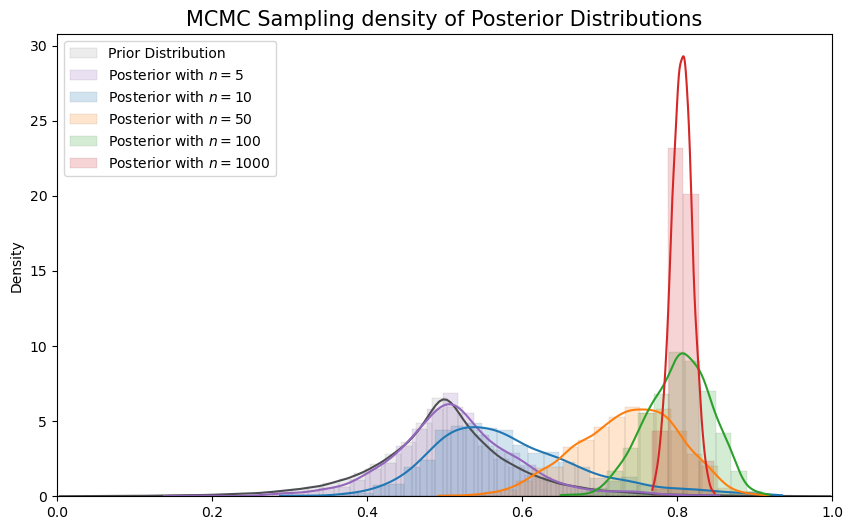 MCMC Sampling density of Posterior Distributions
30
25
20
15
10
5
0
Density
Prior Distribution
Posterior with n = 5
Posterior with n = 10
Posterior with n = 50
Posterior with n = 100
Posterior with n = 1000
0.0 0.2 0.4 0.6 0.8 1.0